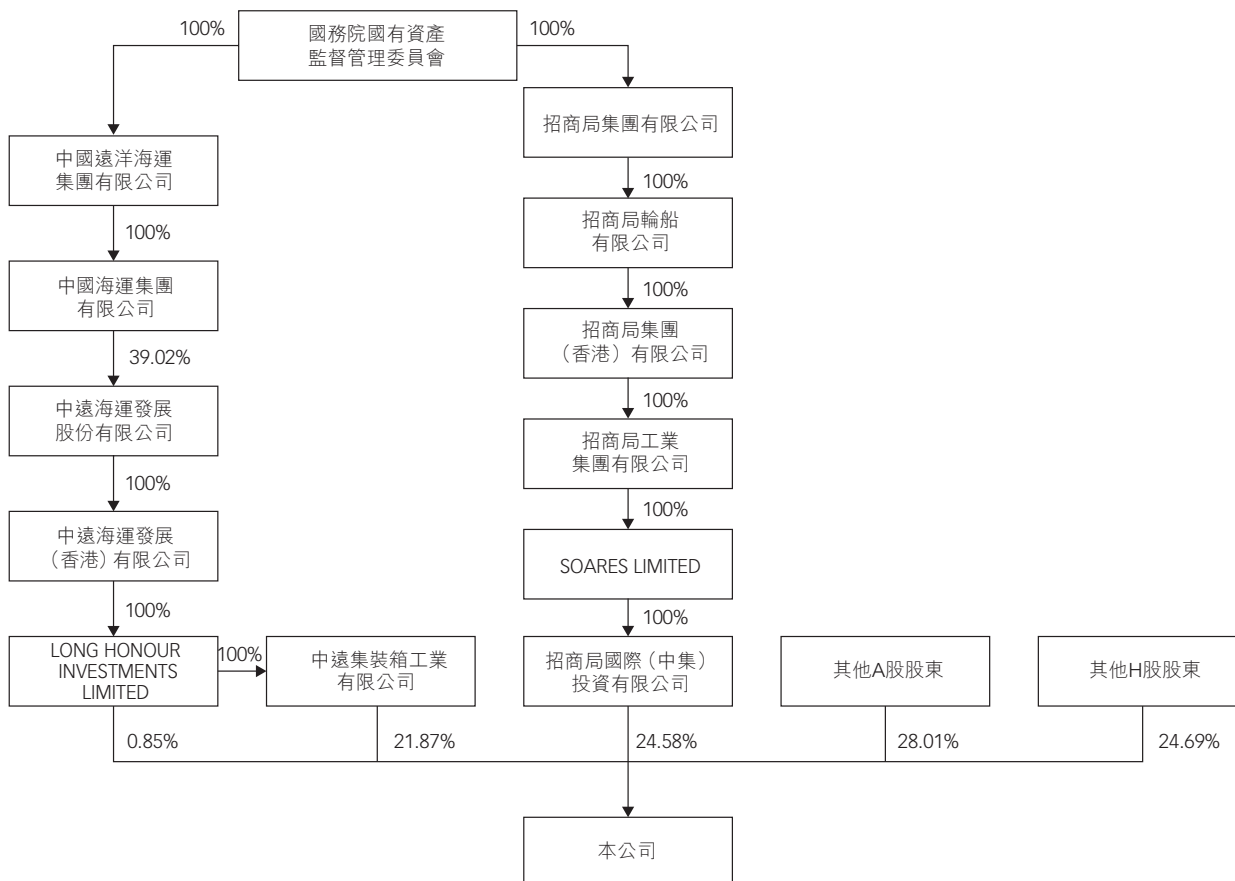 100%
國務院國有資產
監督管理委員會
100%
招商局集團有限公司
中國遠洋海運
集團有限公司
100%
招商局輪船
有限公司
100%
中國海運集團
有限公司
100%
招商局集團
（香港）有限公司
39.02%
100%
中遠海運發展
股份有限公司
招商局工業
集團有限公司
100%
100%
中遠海運發展
（香港）有限公司
SOARES LIMITED
100%
100%
LONG HONOUR
INVESTMENTS
LIMITED
100%
中遠集裝箱工業
有限公司
招商局國際（中集）
投資有限公司
其他A股股東
其他H股股東
0.85%
21.87%
24.58%
28.01%
24.69%
本公司